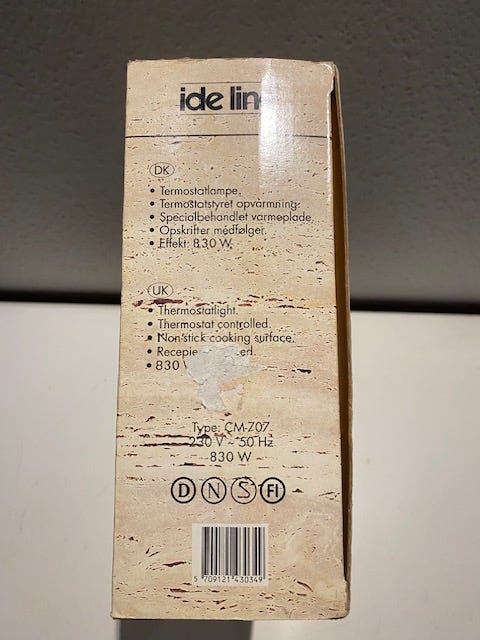 ide lin
DK
• Termostatlampe.
• Termostatstyret opvarmning.
• Specialbehandlet varmeplade.
• Opskrifter medfølger.
• Effekt: 830 W.
UK
• Thermostatlight.
• Thermostat controlled.
• Non-stick cooking surface.
• ed.
• 830
Type: CM-707
230 V ~ 50 Hz
830 W
D N S FI
5 709121 430349